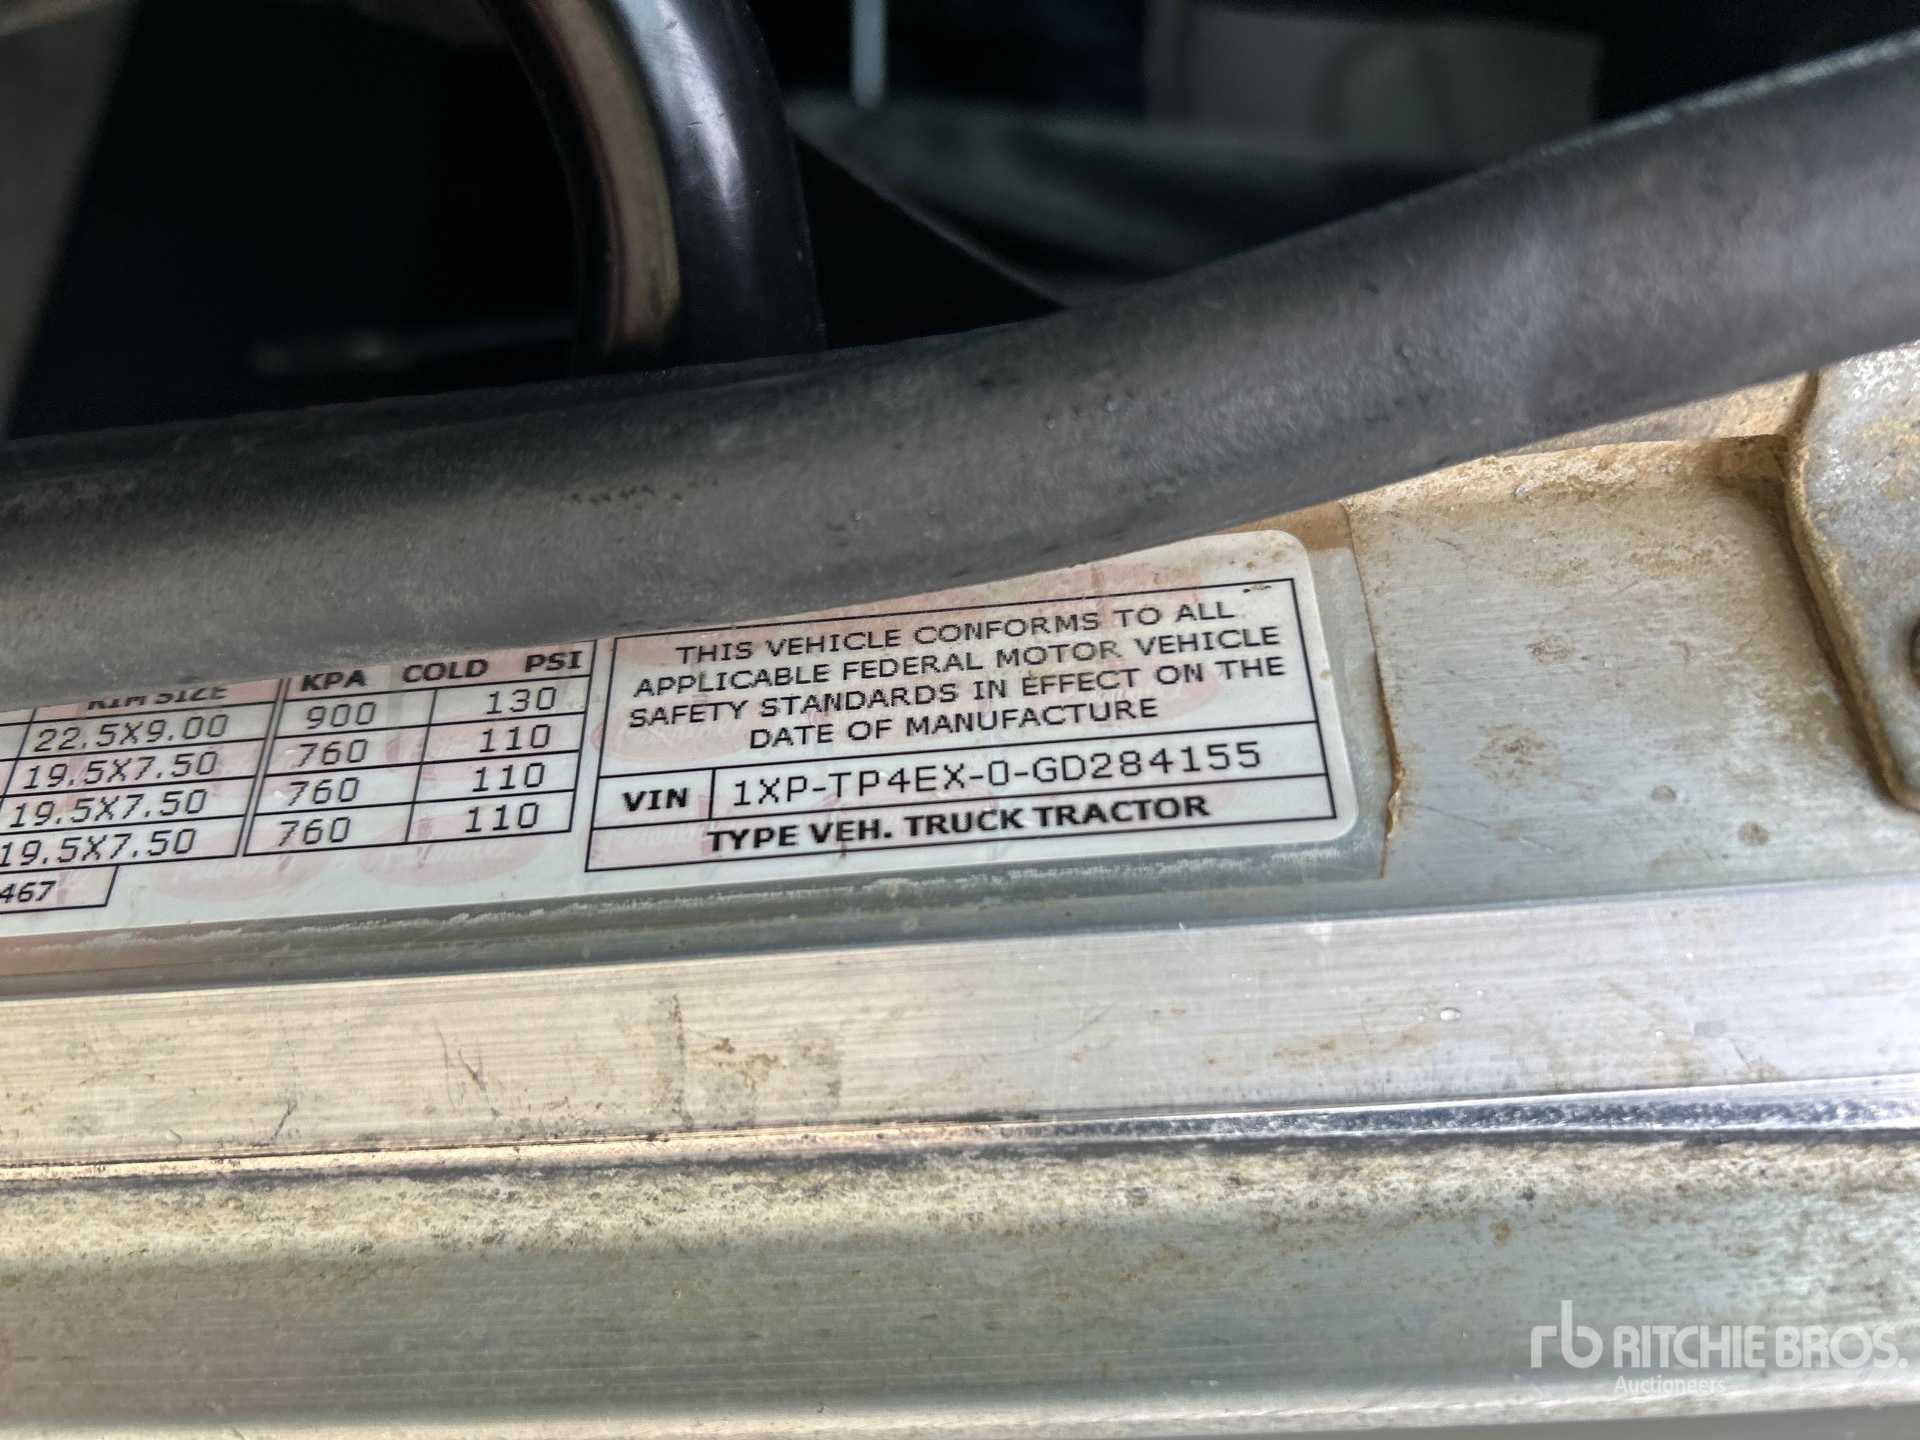 RIM SIZE KPA COLD PSI
22.5X9.00 900 130
19.5X7.50 760 110
19.5X7.50 760 110
19.5X7.50 760 110
467
THIS VEHICLE CONFORMS TO ALL
APPLICABLE FEDERAL MOTOR VEHICLE
SAFETY STANDARDS IN EFFECT ON THE
DATE OF MANUFACTURE
VIN 1XP-TP4EX-0-GD284155
TYPE VEH. TRUCK TRACTOR
rb RITCHIE BROS.
Auctioneers